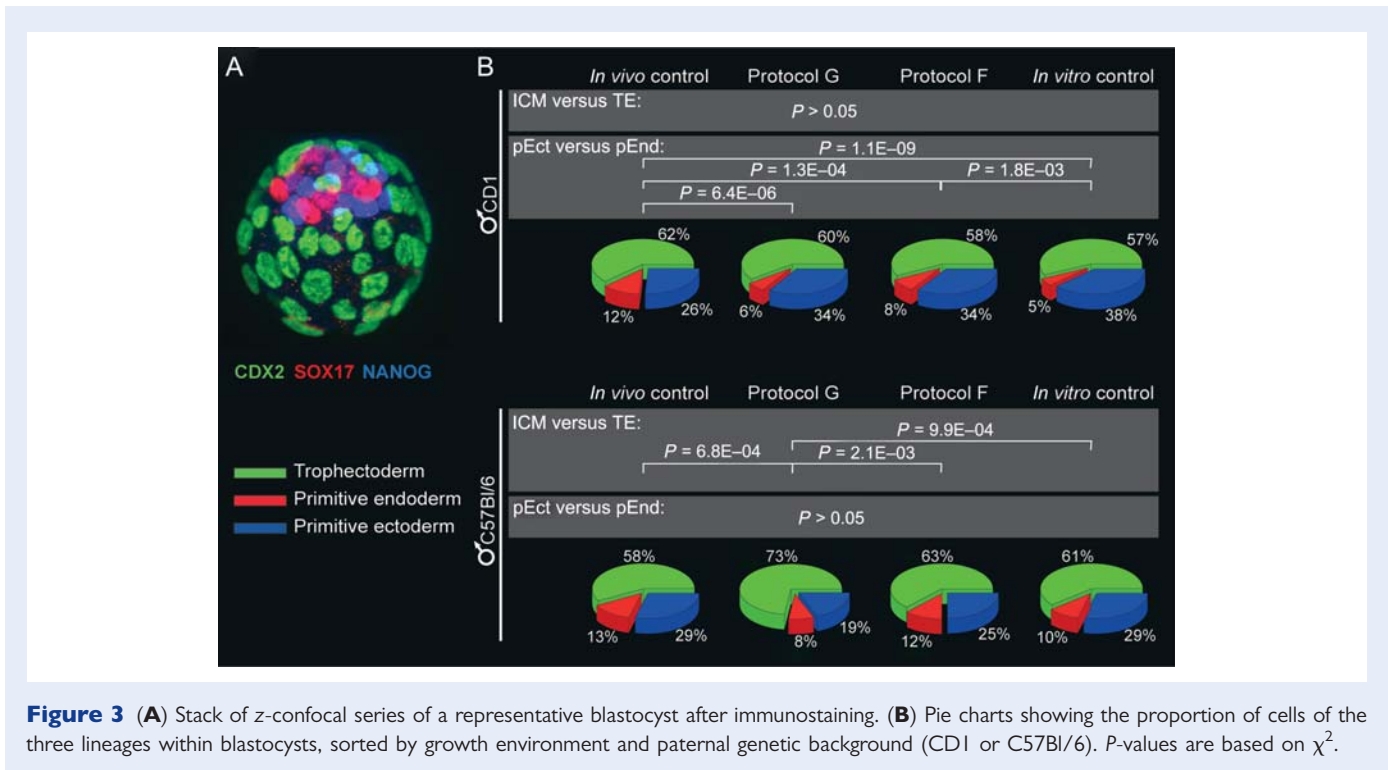 A
CDX2 SOX17 NANOG
Trophectoderm
Primitive endoderm
Primitive ectoderm
B
In vivo control Protocol G Protocol F In vitro control
♂CD1
ICM versus TE:
P > 0.05
pEct versus pEnd:
P = 1.1E–09
P = 1.3E–04 P = 1.8E–03
P = 6.4E–06
62% 60% 58% 57%
12% 26% 6% 34% 8% 34% 5% 38%
In vivo control Protocol G Protocol F In vitro control
♂C57Bl/6
ICM versus TE:
P = 9.9E–04
P = 6.8E–04 P = 2.1E–03
pEct versus pEnd:
P > 0.05
58% 73% 63% 61%
13% 29% 8% 19% 12% 25% 10% 29%
Figure 3 (A) Stack of z-confocal series of a representative blastocyst after immunostaining. (B) Pie charts showing the proportion of cells of the
three lineages within blastocysts, sorted by growth environment and paternal genetic background (CD1 or C57Bl/6). P-values are based on χ².